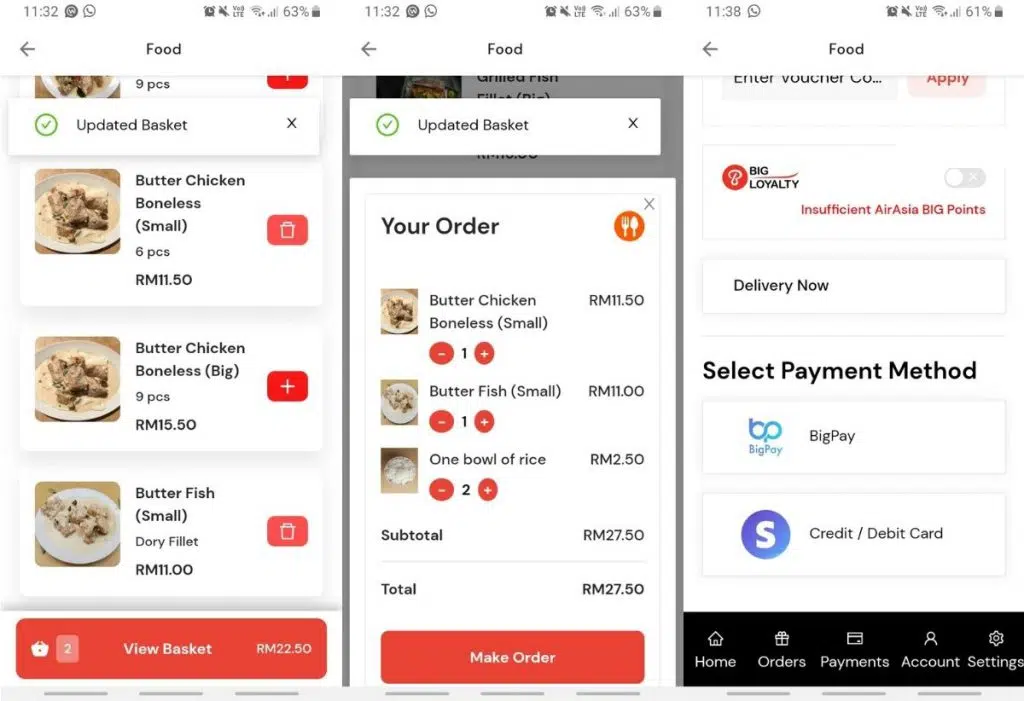 11:32
VoD
LTE
63%
Food
9 pcs
Updated Basket
X
Butter Chicken
Boneless
(Small)
6 pcs
RM11.50
Butter Chicken
Boneless (Big)
9 pcs
+
RM15.50
Butter Fish
(Small)
Dory Fillet
RM11.00
2
View Basket
RM22.50
11:32
LTE
63%
Food
Grilled Fish
Fillet (Big)
Updated Basket
X
Your Order
Butter Chicken
Boneless (Small)
RM11.50
- 1 +
Butter Fish (Small)
RM11.00
- 1 +
One bowl of rice
RM2.50
- 2 +
Subtotal
RM27.50
Total
RM27.50
Make Order
11:38
LTE
61%
Food
Enter Voucher Co...
Apply
BIG
LOYALTY
Insufficient AirAsia BIG Points
Delivery Now
Select Payment Method
bp
BigPay
BigPay
S
Credit / Debit Card
Home
Orders
Payments
Account
Settings